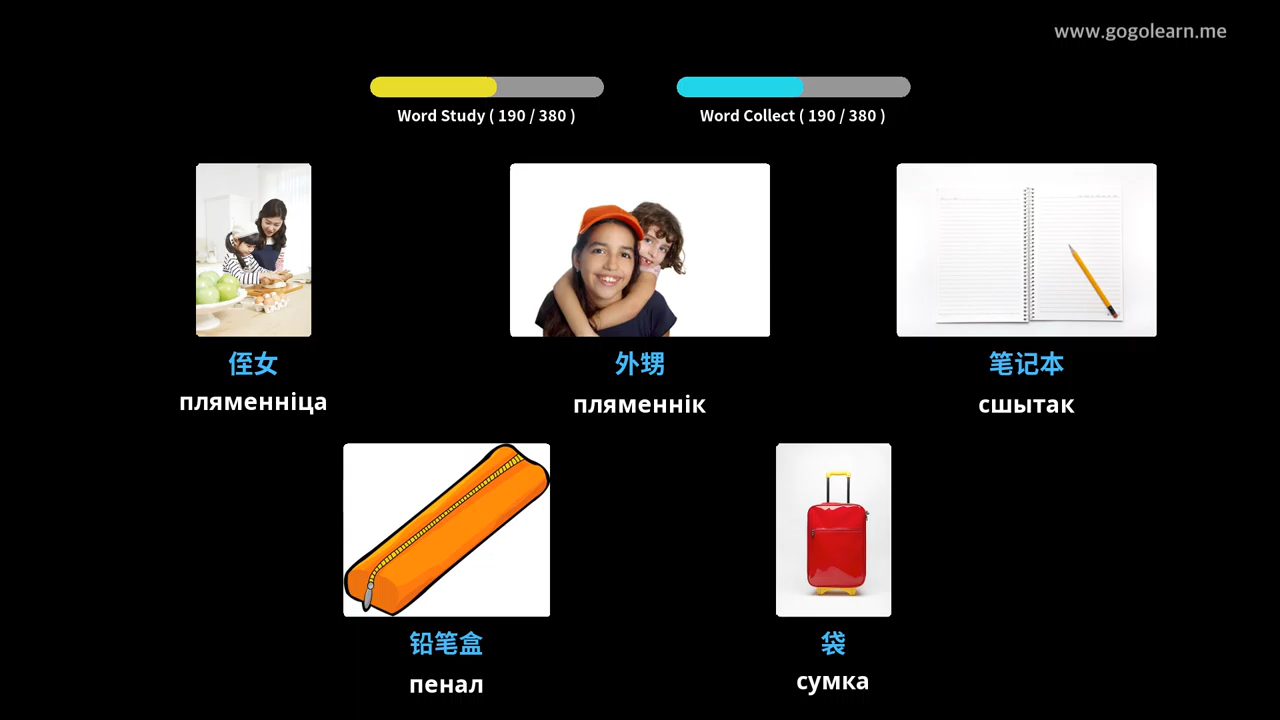 www.gogolearn.me
Word Study ( 190 / 380 )
Word Collect ( 190 / 380 )
侄女
外甥
笔记本
пляменніца
пляменнік
сшытак
铅笔盒
袋
пенал
сумка